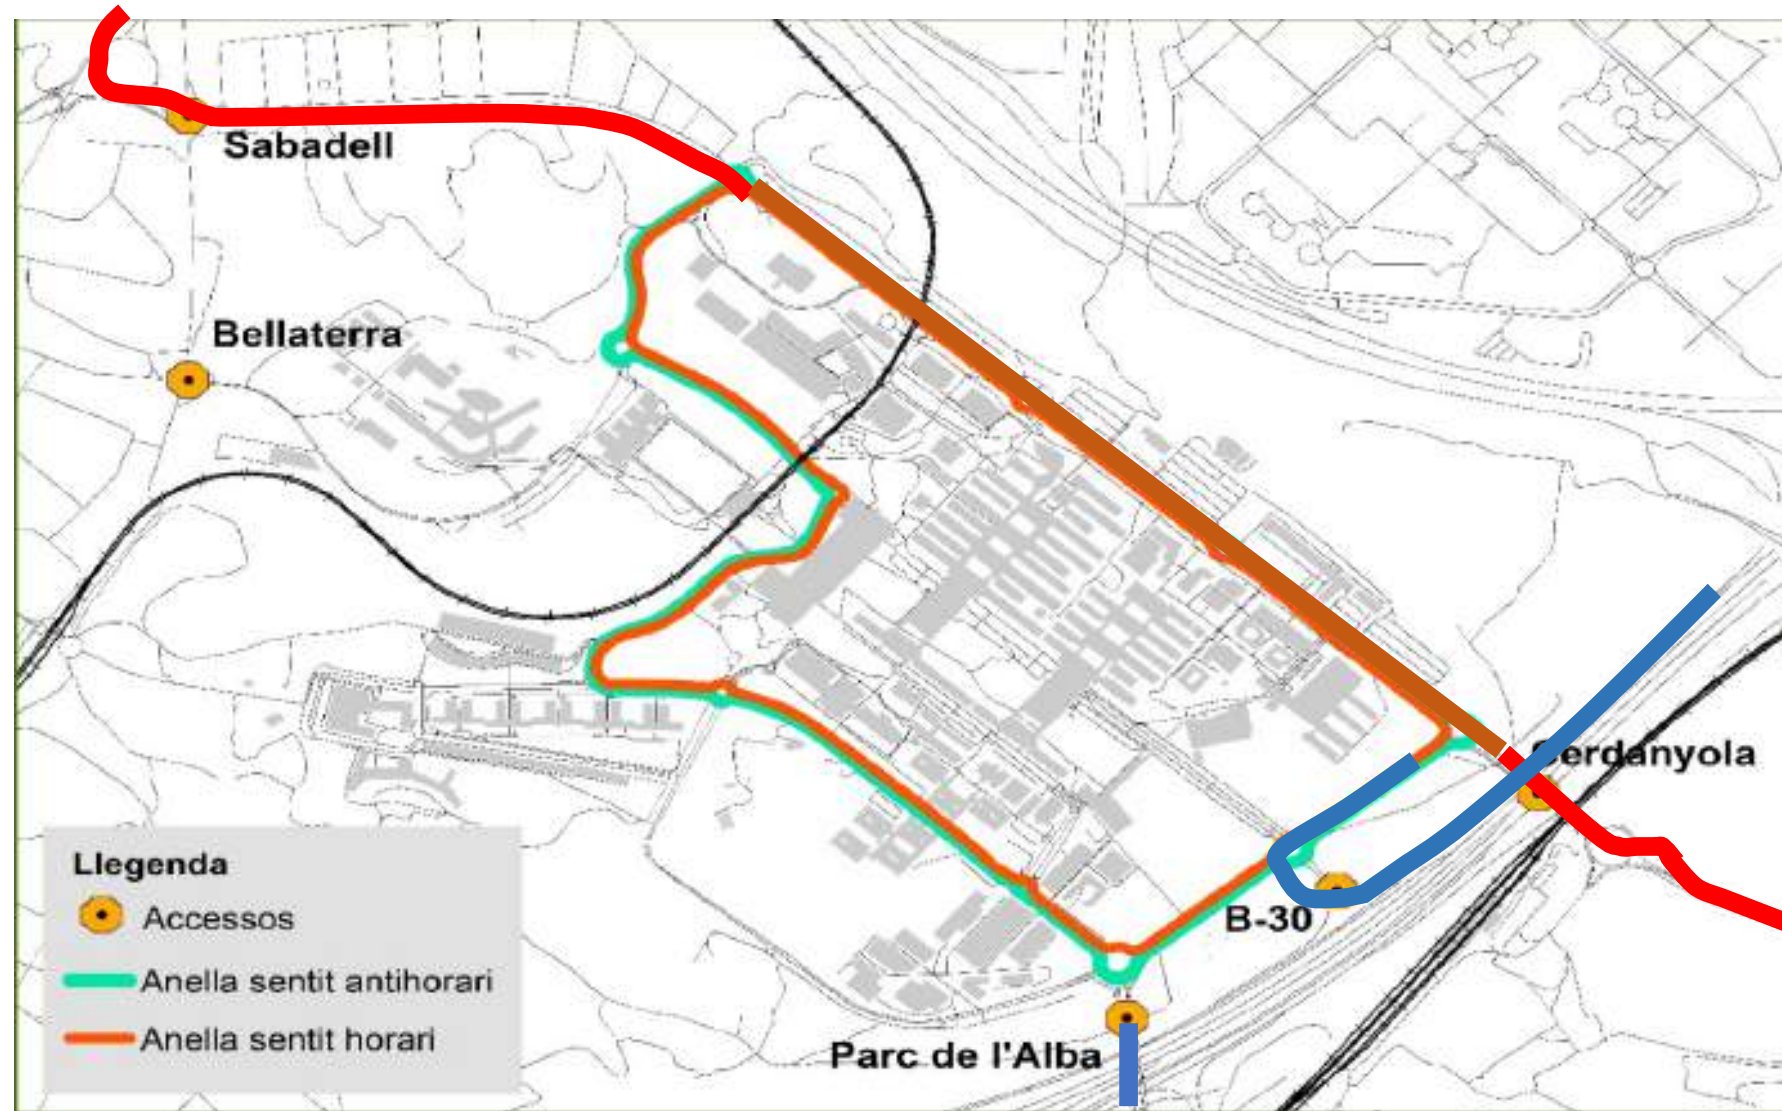 Sabadell
Bellaterra
Cerdanyola
B-30
Parc de l'Alba
Llegenda
Accessos
Anella sentit antihorari
Anella sentit horari